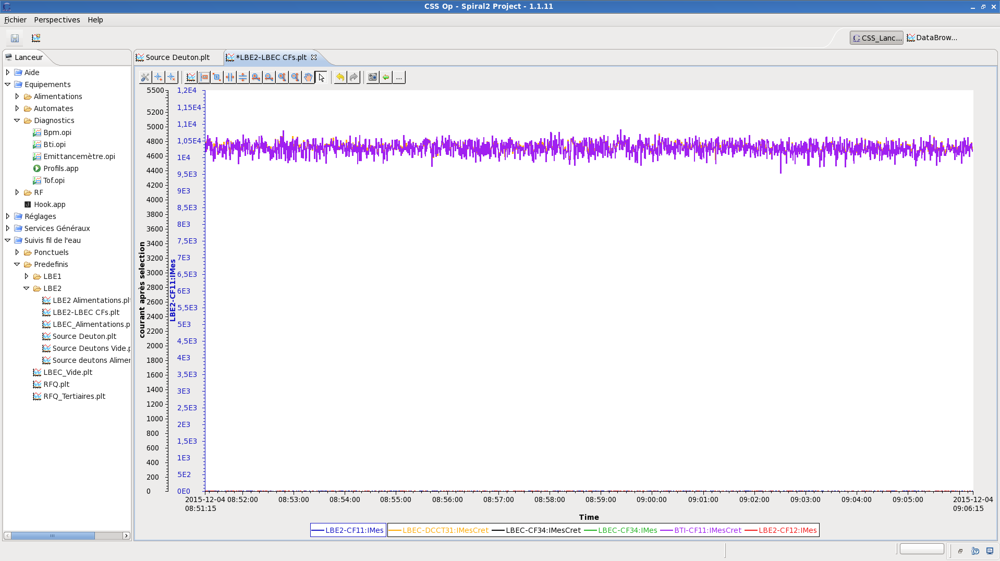 CSS Op - Spiral2 Project - 1.1.11
Fichier Perspectives Help
CSS_Lanc... DataBrow...
Lanceur
Aide
Equipements
Alimentations
Automates
Diagnostics
Bpm.opi
Bti.opi
Emittancemètre.opi
Profils.app
Tof.opi
RF
Hook.app
Réglages
Services Généraux
Suivis fil de l'eau
Ponctuels
Predefinis
LBE1
LBE2
LBE2 Alimentations.pl
LBE2-LBEC CFs.plt
LBEC_Alimentations.p
Source Deuton.plt
Source Deutons Vide.p
Source deutons Alimer
LBEC_Vide.plt
RFQ.plt
RFQ_Tertiaires.plt
Source Deuton.plt *LBE2-LBEC CFs.plt
...
courant après selection
5500
5200
5000
4800
4600
4400
4200
4000
3800
3600
3400
3200
3000
2800
2600
2400
2200
2000
1800
1600
1400
1200
1000
800
600
400
200
0
LBE2-CF11:IMes
1,2E4
1,15E4
1,1E4
1,05E4
1E4
9,5E3
9E3
8,5E3
8E3
7,5E3
7E3
6,5E3
6E3
5,5E3
5E3
4,5E3
4E3
3,5E3
3E3
2,5E3
2E3
1,5E3
1E3
5E2
0E0
2015-12-04 08:52:00 08:53:00 08:54:00 08:55:00 08:56:00 08:57:00 08:58:00 08:59:00 09:00:00 09:01:00 09:02:00 09:03:00 09:04:00 09:05:00 2015-12-04
08:51:15 09:06:15
Time
LBE2-CF11:IMes LBEC-DCCT31:IMesCret LBEC-CF34:IMesCret LBEC-CF34:IMes BTI-CF11:IMesCret LBE2-CF12:IMes